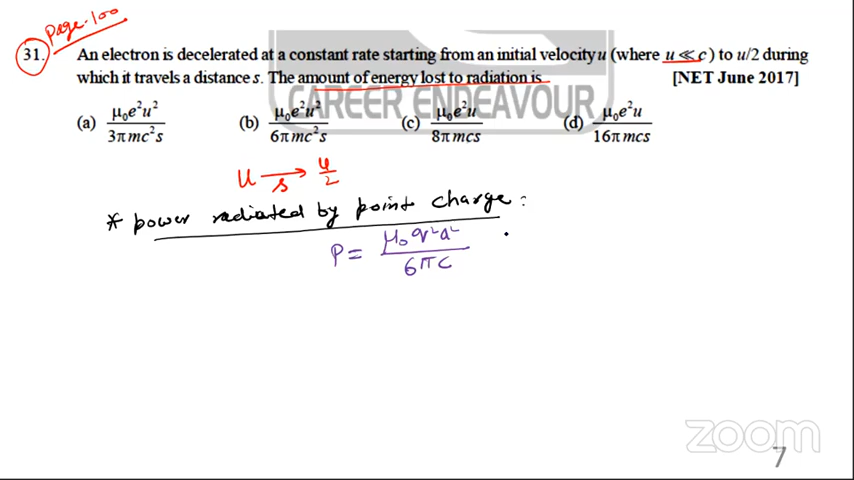 Page-100
31. An electron is decelerated at a constant rate starting from an initial velocity u (where u ≪ c) to u/2 during
which it travels a distance s. The amount of energy lost to radiation is [NET June 2017]
CAREER ENDEAVOUR
(a) μ₀e²u²/3πmc²s (b) μ₀e²u²/6πmc²s (c) μ₀e²u/8πmcs (d) μ₀e²u/16πmcs
u →s u/2
* power radiated by point charge :
P = μ₀q²a²/6πc
zoom
7